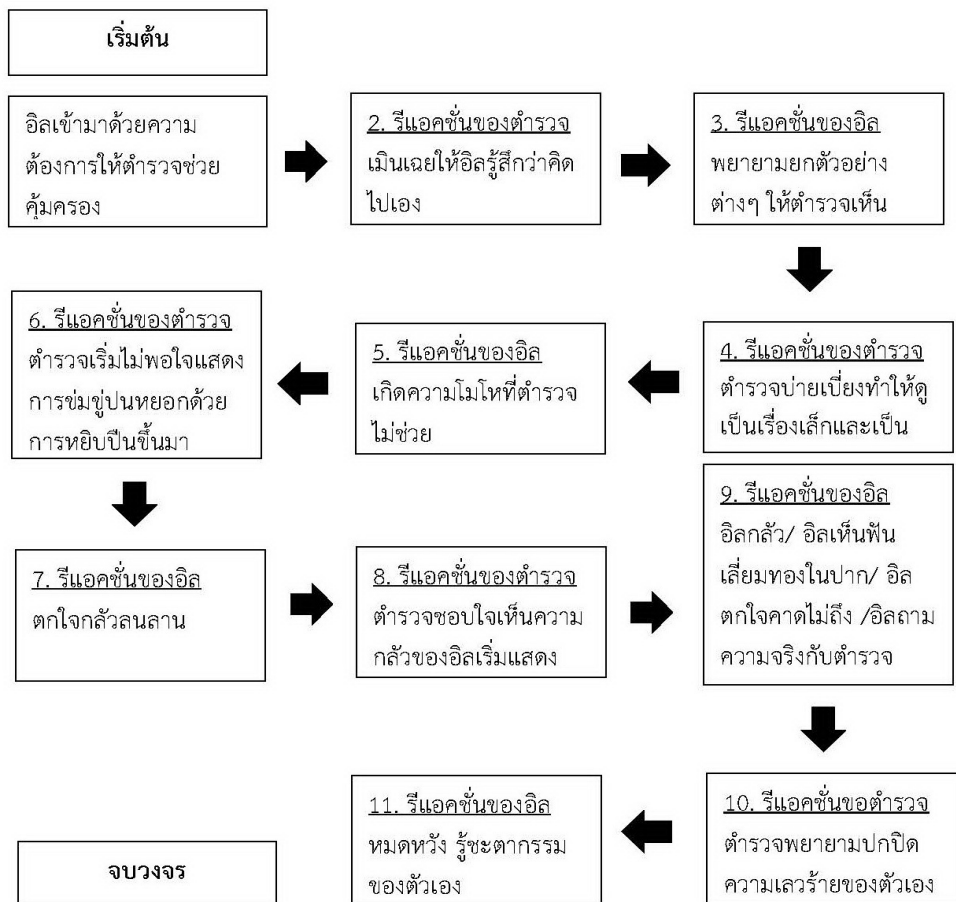 เริ่มต้น
อิลเข้ามาด้วยความ
ต้องการให้ตำรวจช่วย
คุ้มครอง
2. รีแอคชั่นของตำรวจ
เมินเฉยให้อิลรู้สึกว่าคิด
ไปเอง
3. รีแอคชั่นของอิล
พยายามยกตัวอย่าง
ต่างๆ ให้ตำรวจเห็น
4. รีแอคชั่นของตำรวจ
ตำรวจบ่ายเบี่ยงทำให้ดู
เป็นเรื่องเล็กและเป็น
5. รีแอคชั่นของอิล
เกิดความโมโหที่ตำรวจ
ไม่ช่วย
6. รีแอคชั่นของตำรวจ
ตำรวจเริ่มไม่พอใจแสดง
การข่มขู่ปนหยอกด้วย
การหยิบปืนขึ้นมา
7. รีแอคชั่นของอิล
ตกใจกลัวลนลาน
8. รีแอคชั่นของตำรวจ
ตำรวจชอบใจเห็นความ
กลัวของอิลเริ่มแสดง
9. รีแอคชั่นของอิล
อิลกลัว/ อิลเห็นฟัน
เลี่ยมทองในปาก/ อิล
ตกใจคาดไม่ถึง /อิลถาม
ความจริงกับตำรวจ
10. รีแอคชั่นขอตำรวจ
ตำรวจพยายามปกปิด
ความเลวร้ายของตัวเอง
11. รีแอคชั่นของอิล
หมดหวัง รู้ชะตากรรม
ของตัวเอง
จบวงจร